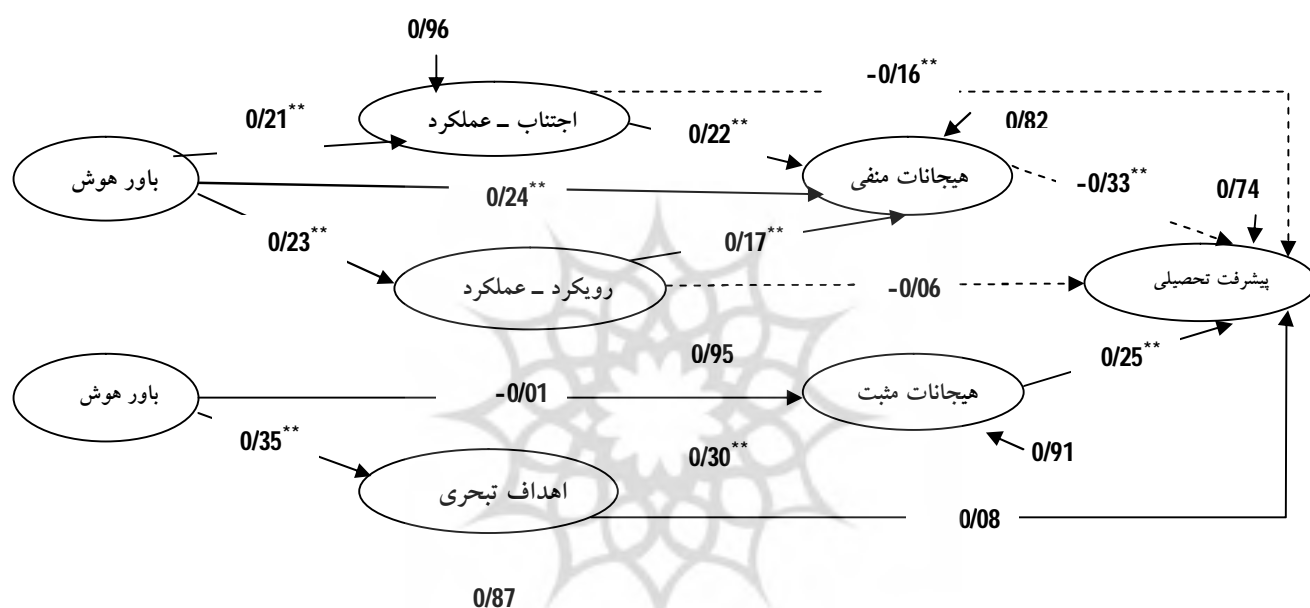 0/96
-0/16**
0/21**
اجتناب ــ عملکرد
0/22**
0/82
باور هوش
هیجانات منفی
0/24**
-0/33**
0/74
0/23**
0/17**
رویکرد ــ عملکرد
-0/06
پیشرفت تحصیلی
0/95
0/25**
باور هوش
-0/01
هیجانات مثبت
0/35**
0/30**
0/91
اهداف تبحری
0/08
0/87